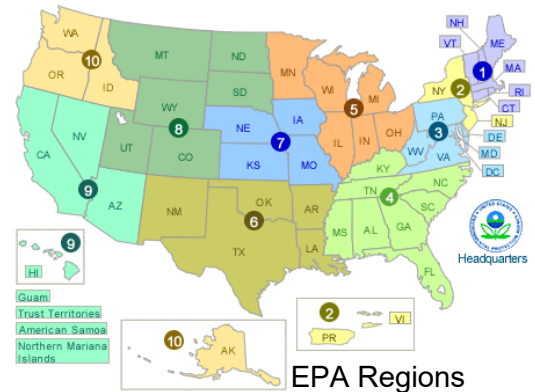 NH
WA
VT
ME
MT
ND
MN
10
1
MA
OR
ID
WI
MI
NY
2
RI
SD
CT
WY
5
PA
NJ
8
IA
NE
3
DE
NV
7
IL
IN
OH
WV
MD
UT
CO
CA
KS
MO
VA
DC
KY
9
NC
TN
4
AZ
NM
OK
AR
SC
6
MS
AL
GA
TX
LA
Headquarters
9
FL
HI
Guam
2
VI
Trust Territories
American Samoa
10
PR
Northern Mariana
Islands
AK
EPA Regions